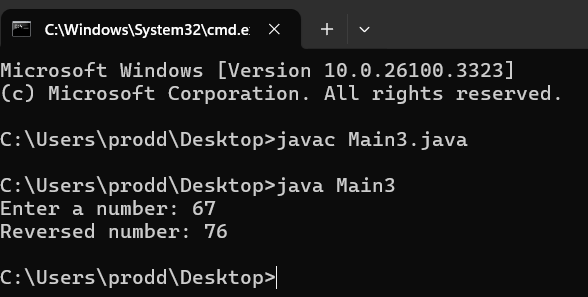 C:\Windows\System32\cmd.e
Microsoft Windows [Version 10.0.26100.3323]
(c) Microsoft Corporation. All rights reserved.
C:\Users\prodd\Desktop>javac Main3.java
C:\Users\prodd\Desktop>java Main3
Enter a number: 67
Reversed number: 76
C:\Users\prodd\Desktop>